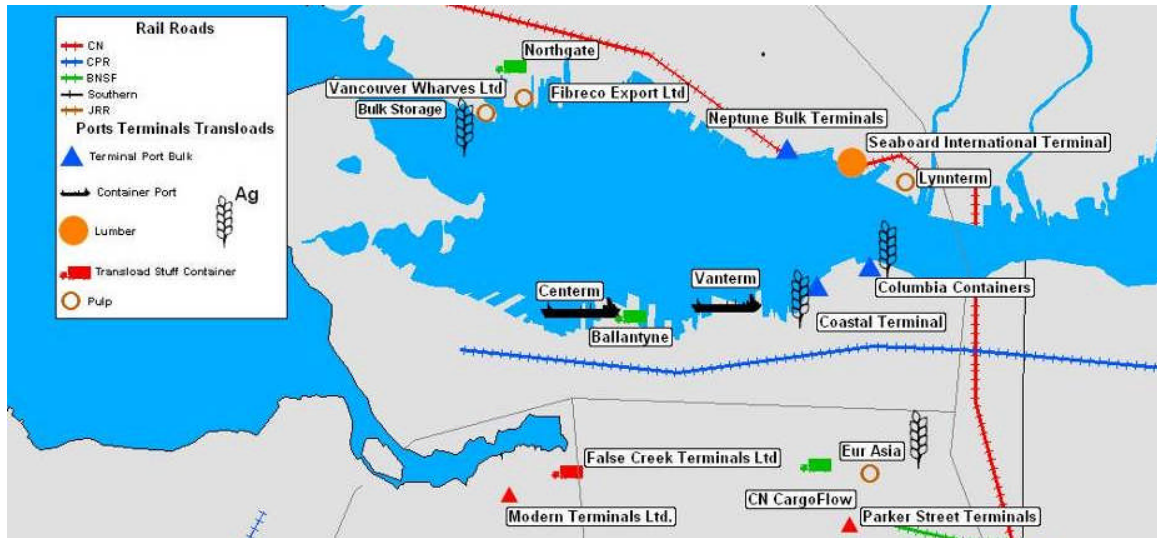 Rail Roads
CN
CPR
BNSF
Southern
JRR
Ports Terminals Transloads
Terminal Port Bulk
Container Port
Ag
Lumber
Transload Stuff Container
Pulp
Northgate
Vancouver Wharves Ltd
Fibreco Export Ltd
Bulk Storage
Neptune Bulk Terminals
Seaboard International Terminal
Lynnterm
Centerm
Vanterm
Columbia Containers
Ballantyne
Coastal Terminal
False Creek Terminals Ltd
Eur Asia
Modern Terminals Ltd.
CN CargoFlow
Parker Street Terminals